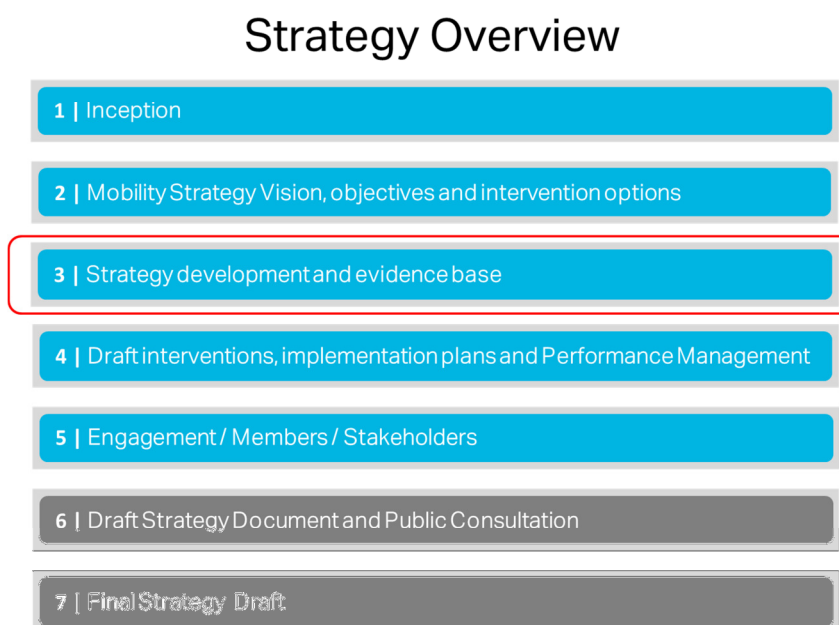 Strategy Overview
1 | Inception
2 | Mobility Strategy Vision, objectives and intervention options
3 | Strategy development and evidence base
4 | Draft interventions, implementation plans and Performance Management
5 | Engagement / Members / Stakeholders
6 | Draft Strategy Document and Public Consultation
7 | Final Strategy Draft